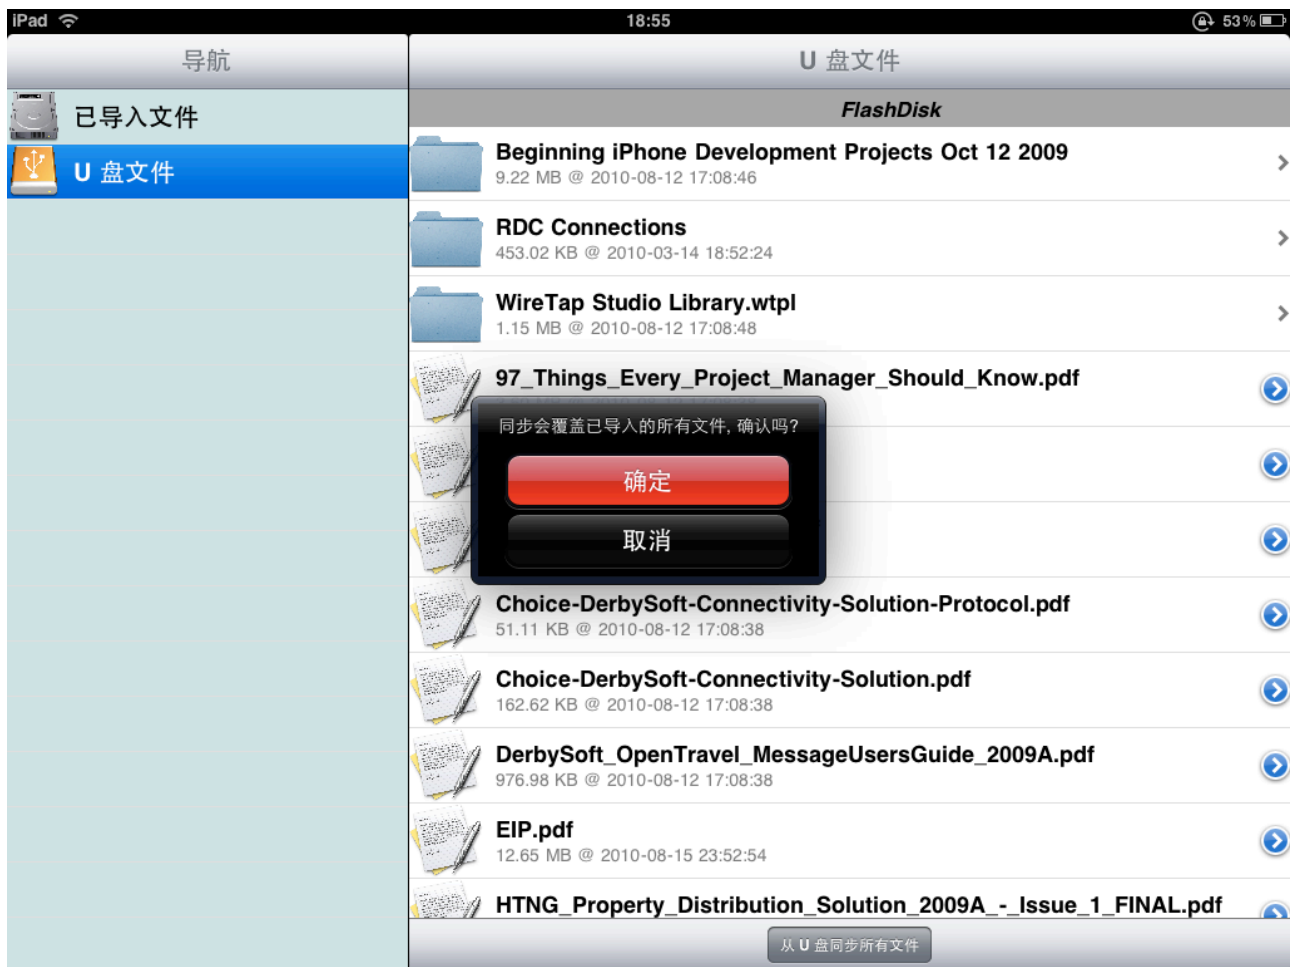 iPad 18:55 53%
导航
U 盘文件
已导入文件
U 盘文件
FlashDisk
Beginning iPhone Development Projects Oct 12 2009
9.22 MB @ 2010-08-12 17:08:46
RDC Connections
453.02 KB @ 2010-03-14 18:52:24
WireTap Studio Library.wtpl
1.15 MB @ 2010-08-12 17:08:48
97_Things_Every_Project_Manager_Should_Know.pdf
同步会覆盖已导入的所有文件, 确认吗?
确定
取消
Choice-DerbySoft-Connectivity-Solution-Protocol.pdf
51.11 KB @ 2010-08-12 17:08:38
Choice-DerbySoft-Connectivity-Solution.pdf
162.62 KB @ 2010-08-12 17:08:38
DerbySoft_OpenTravel_MessageUsersGuide_2009A.pdf
976.98 KB @ 2010-08-12 17:08:38
EIP.pdf
12.65 MB @ 2010-08-15 23:52:54
HTNG_Property_Distribution_Solution_2009A_-_Issue_1_FINAL.pdf
从 U 盘同步所有文件